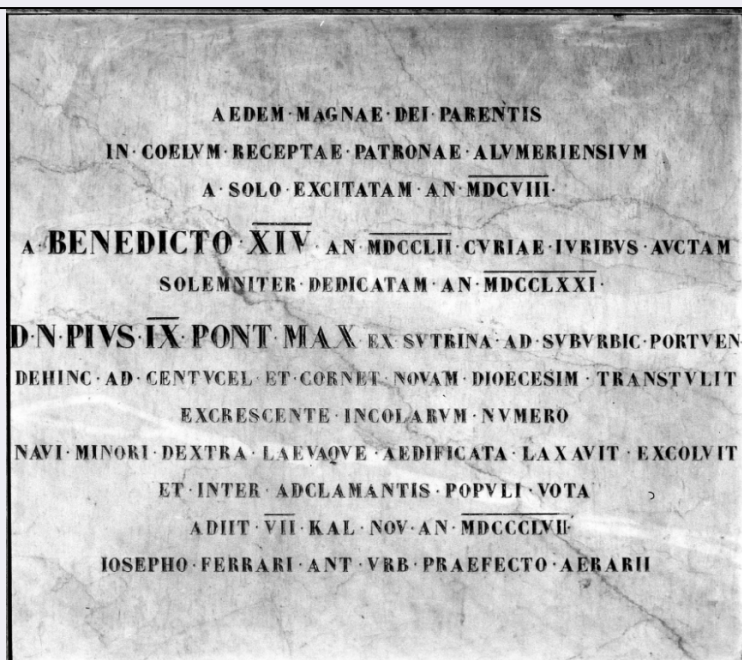 AEDEM·MAGNAE·DEI·PARENTIS
IN·COELVM·RECEPTAE·PATRONAE·ALVMERIENSIVM
A·SOLO·EXCITATAM·AN·MDCVIII·
A·BENEDICTO·XIV·AN·MDCCLII·CVRIAE·IVRIBVS·AVCTAM
SOLEMNITER·DEDICATAM·AN·MDCCLXXI·
D·N·PIVS·IX·PONT·MAX·EX·SVTRINA·AD·SVBVRBIC·PORTVEN
DEHINC·AD·CENTVCEL·ET·CORNET·NOVAM·DIOECESIM·TRANSTVLIT
EXCRESCENTE·INCOLARVM·NVMERO
NAVI·MINORI·DEXTRA·LAEVAQVE·AEDIFICATA·LAXAVIT·EXCOLVIT
ET·INTER·ADCLAMANTIS·POPVLI·VOTA
ADIIT·VII·KAL·NOV·AN·MDCCCLVII·
IOSEPHO·FERRARI·ANT·VRB·PRAEFECTO·AERARII